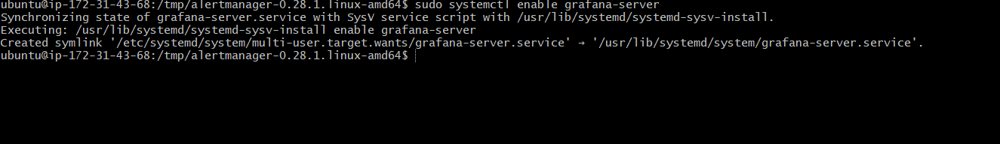 ubuntu@ip-172-31-43-68:/tmp/alertmanager-0.28.1.linux-amd64$ sudo systemctl enable grafana-server
Synchronizing state of grafana-server.service with SysV service script with /usr/lib/systemd/systemd-sysv-install.
Executing: /usr/lib/systemd/systemd-sysv-install enable grafana-server
Created symlink '/etc/systemd/system/multi-user.target.wants/grafana-server.service' → '/usr/lib/systemd/system/grafana-server.service'.
ubuntu@ip-172-31-43-68:/tmp/alertmanager-0.28.1.linux-amd64$